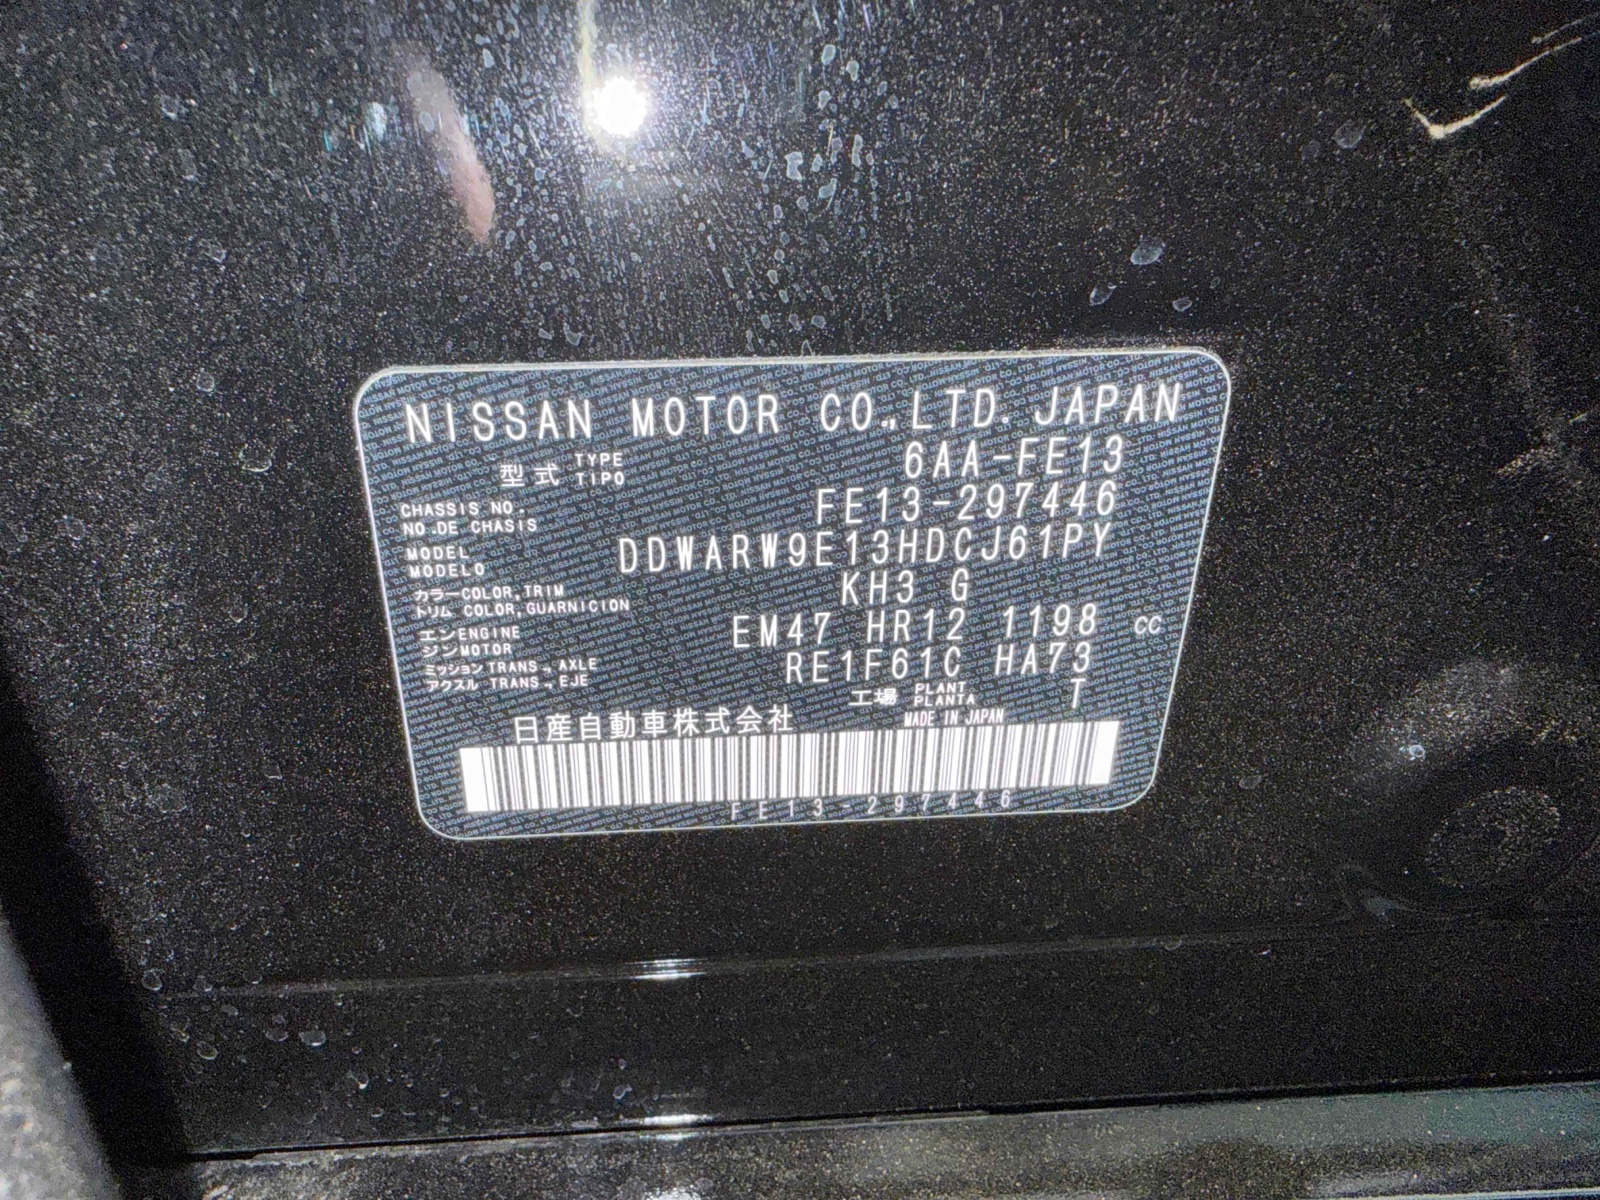 NISSAN MOTOR CO.,LTD. JAPAN
型式 TYPE TIPO 6AA-FE13
CHASSIS NO. NO.DE CHASIS FE13-297446
MODEL MODELO DDWARW9E13HDCJ61PY
カラー COLOR,TRIM KH3 G
トリム COLOR,GUARNICION
エンジン ENGINE MOTOR EM47 HR12 1198 CC
ミッション TRANS.,AXLE RE1F61C HA73
アクスル TRANS.,EJE
工場 PLANT PLANTA T
日産自動車株式会社 MADE IN JAPAN
FE13-297446